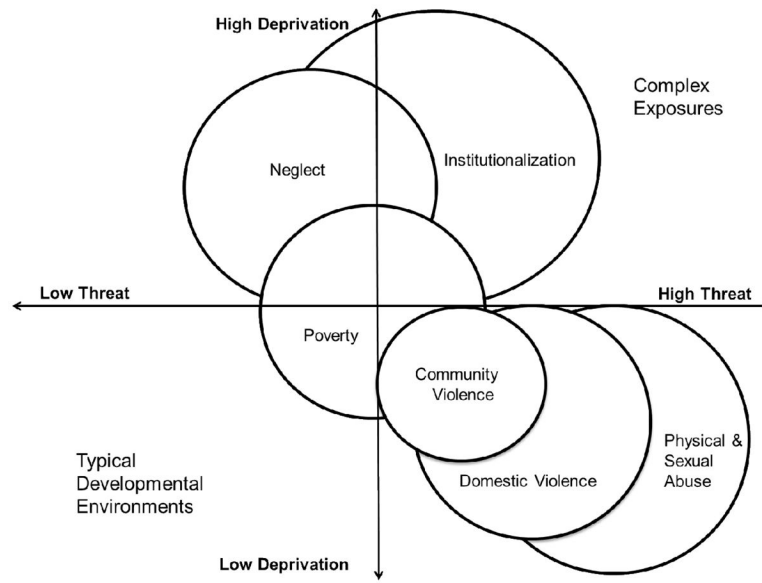 High Deprivation
Complex
Exposures
Neglect
Institutionalization
Low Threat
High Threat
Poverty
Community
Violence
Physical &
Sexual
Abuse
Domestic Violence
Typical
Developmental
Environments
Low Deprivation